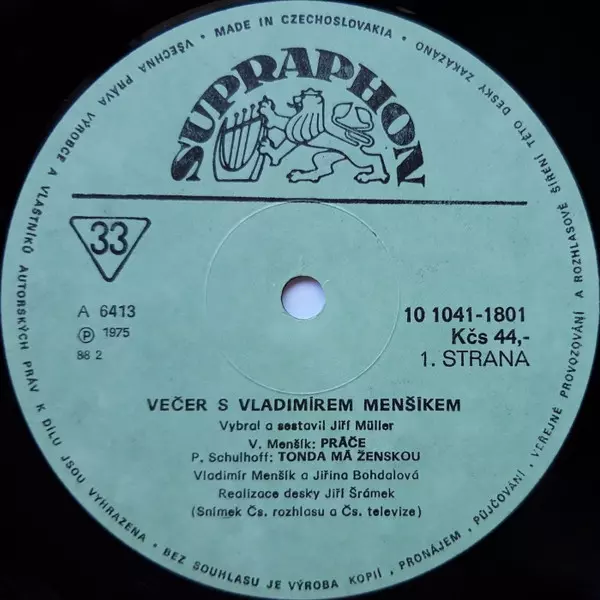 VŠECHNA PRÁVA VÝROBCE A VLASTNÍKŮ AUTORSKÝCH PRÁV K DÍLU JSOU VYHRAZENA • BEZ SOUHLASU JE VÝROBA KOPIÍ, PRONÁJEM, PŮJČOVÁNÍ, VEŘEJNÉ PROVOZOVÁNÍ A ROZHLASOVÉ ŠÍŘENÍ TÉTO DESKY ZAKÁZÁNO • MADE IN CZECHOSLOVAKIA •
SUPRAPHON
33
A 6413
Ⓟ 1975
88 2
10 1041-1801
Kčs 44,-
1. STRANA
VEČER S VLADIMÍREM MENŠÍKEM
Vybral a sestavil Jiří Müller
V. Menšík: PRÁČE
P. Schulhoff: TONDA MÁ ŽENSKOU
Vladimír Menšík a Jiřina Bohdalová
Realizace desky Jiří Šrámek
(Snímek Čs. rozhlasu a Čs. televize)